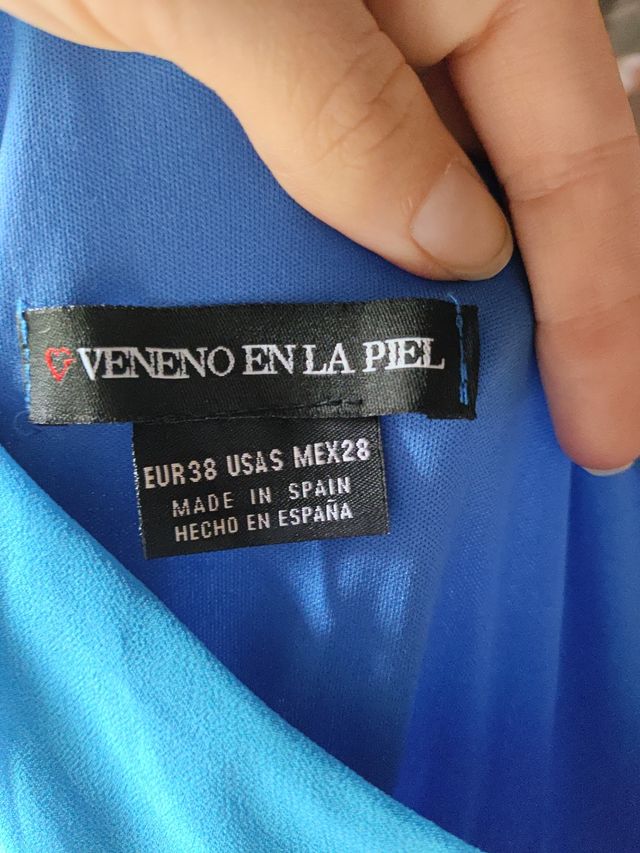 VENENO EN LA PIEL
EUR38 USAS MEX28
MADE IN SPAIN
HECHO EN ESPAÑA